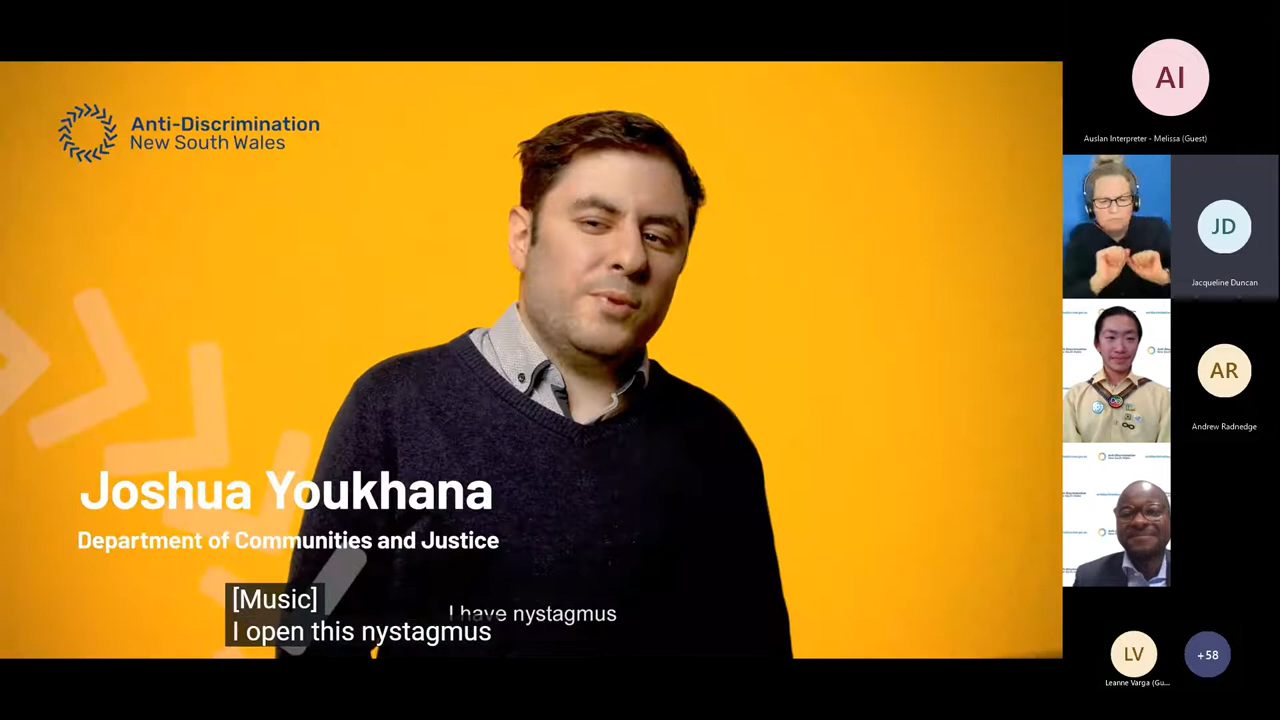 Anti-Discrimination
New South Wales
Joshua Youkhana
Department of Communities and Justice
I have nystagmus
[Music]
I open this nystagmus
AI
Auslan Interpreter - Melissa (Guest)
JD
Jacqueline Duncan
AR
Andrew Radnedge
LV
Leanne Varga (Gu...
+58